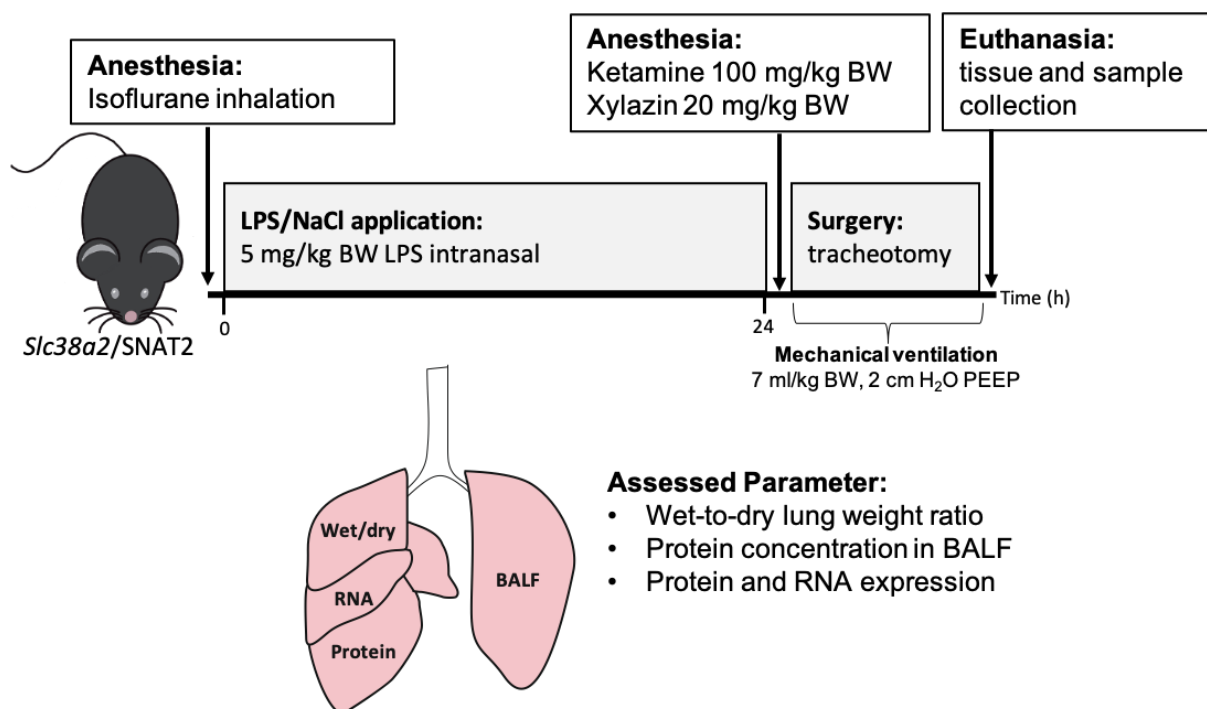 Anesthesia:
Isoflurane inhalation
Anesthesia:
Ketamine 100 mg/kg BW
Xylazin 20 mg/kg BW
Euthanasia:
tissue and sample
collection
LPS/NaCl application:
5 mg/kg BW LPS intranasal
Surgery:
tracheotomy
Time (h)
0
24
Slc38a2/SNAT2
Mechanical ventilation
7 ml/kg BW, 2 cm H₂O PEEP
Wet/dry
RNA
Protein
BALF
Assessed Parameter:
• Wet-to-dry lung weight ratio
• Protein concentration in BALF
• Protein and RNA expression